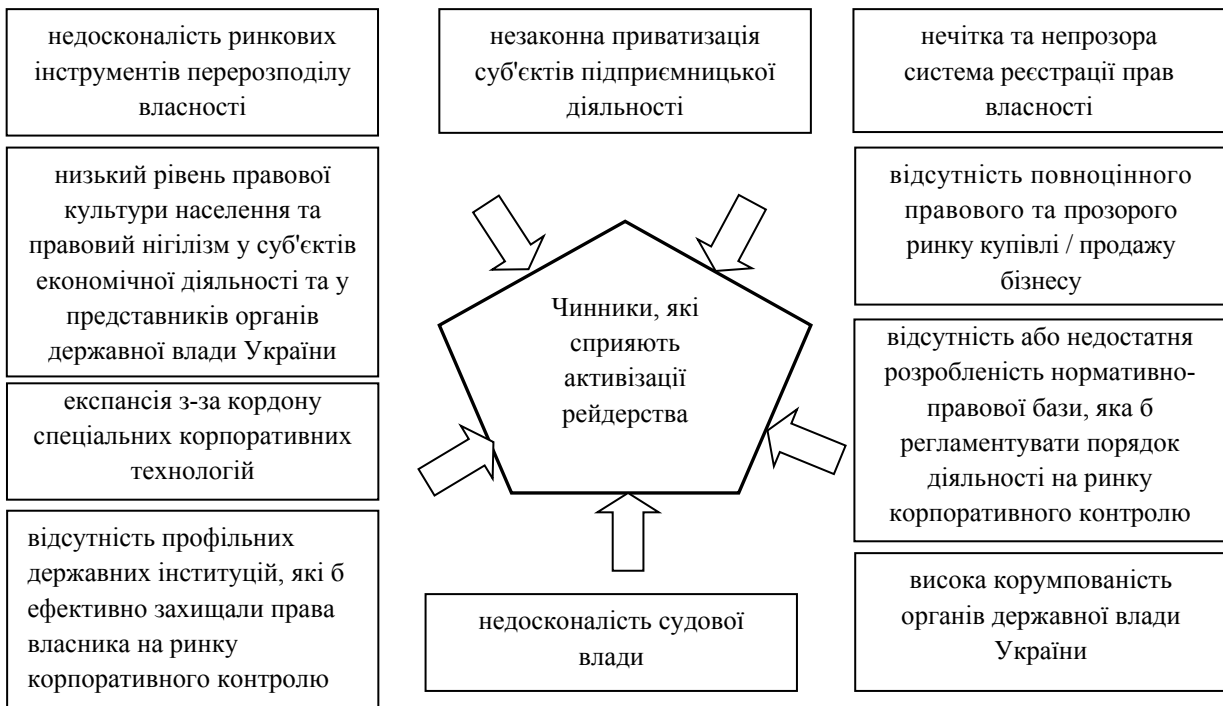 недосконалість ринкових
інструментів перерозподілу
власності
незаконна приватизація
суб'єктів підприємницької
діяльності
нечітка та непрозора
система реєстрації прав
власності
низький рівень правової
культури населення та
правовий нігілізм у суб'єктів
економічної діяльності та у
представників органів
державної влади України
відсутність повноцінного
правового та прозорого
ринку купівлі / продажу
бізнесу
Чинники, які
сприяють
активізації
рейдерства
експансія з-за кордону
спеціальних корпоративних
технологій
відсутність або недостатня
розробленість нормативно-
правової бази, яка б
регламентувати порядок
діяльності на ринку
корпоративного контролю
відсутність профільних
державних інституцій, які б
ефективно захищали права
власника на ринку
корпоративного контролю
недосконалість судової
влади
висока корумпованість
органів державної влади
України